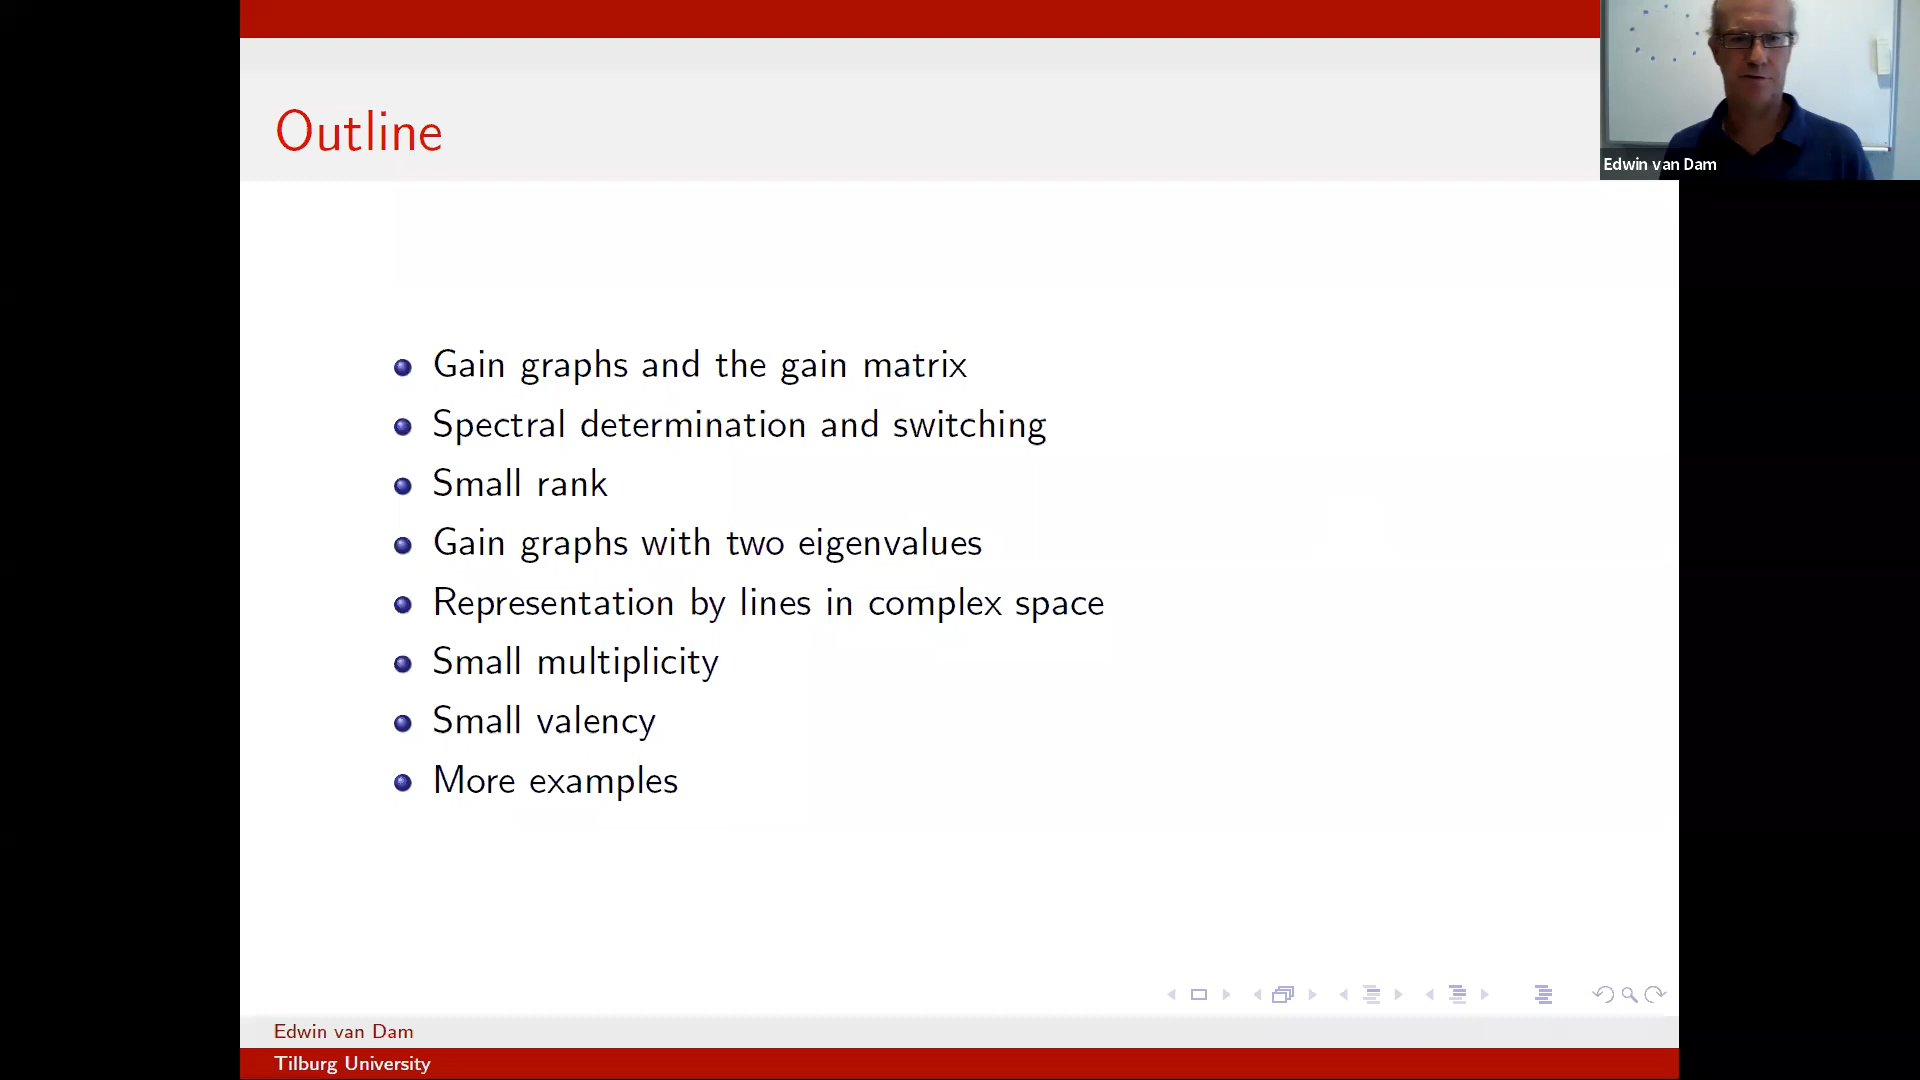 Outline
Edwin van Dam
Gain graphs and the gain matrix
Spectral determination and switching
Small rank
Gain graphs with two eigenvalues
Representation by lines in complex space
Small multiplicity
Small valency
More examples
Edwin van Dam
Tilburg University